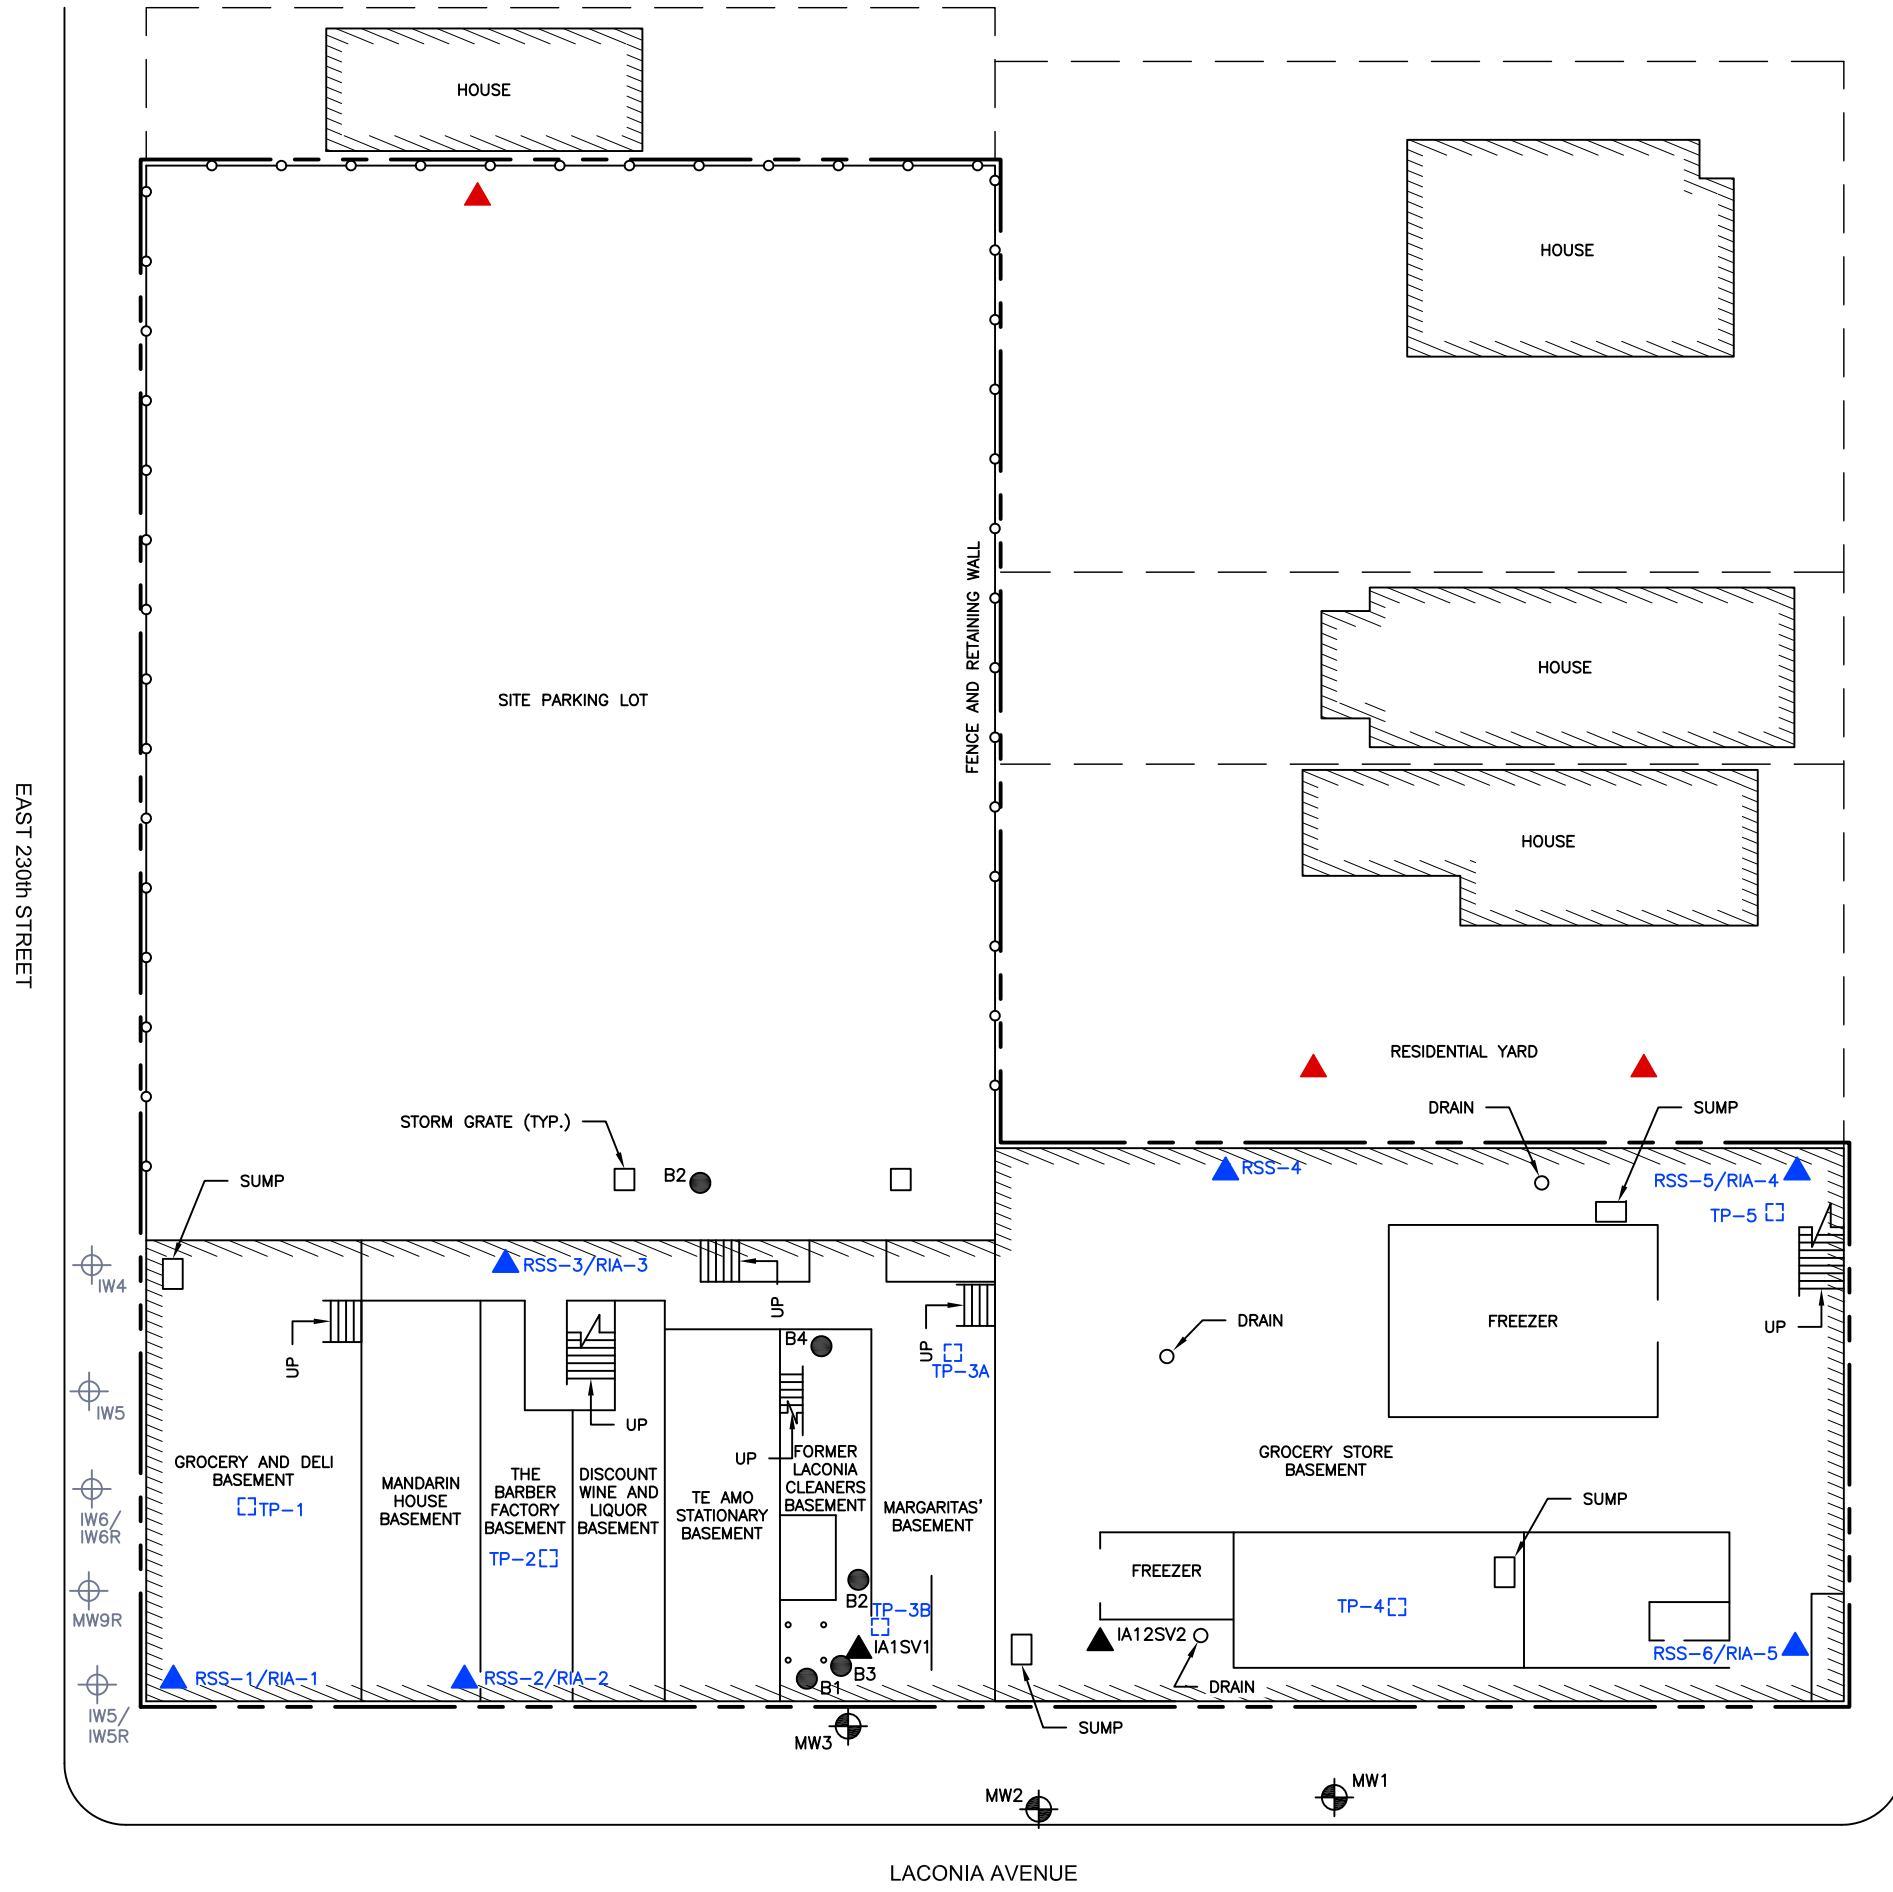 HOUSE
HOUSE
FENCE AND RETAINING WALL
SITE PARKING LOT
HOUSE
HOUSE
EAST 230th STREET
RESIDENTIAL YARD
DRAIN
SUMP
STORM GRATE (TYP.)
B2
SUMP
RSS-4
RSS-5/RIA-4
TP-5
IW4
RSS-3/RIA-3
UP
UP
UP
UP
DRAIN
FREEZER
B4
TP-3A
IW5
UP
UP
GROCERY AND DELI
BASEMENT
TP-1
MANDARIN
HOUSE
BASEMENT
THE
BARBER
FACTORY
BASEMENT
TP-2
DISCOUNT
WINE AND
LIQUOR
BASEMENT
TE AMO
STATIONARY
BASEMENT
FORMER
LACONIA
CLEANERS
BASEMENT
MARGARITAS'
BASEMENT
GROCERY STORE
BASEMENT
SUMP
IW6/
IW6R
FREEZER
MW9R
B2
TP-3B
TP-4
IA1SV1
IA12SV2
RSS-6/RIA-5
RSS-1/RIA-1
RSS-2/RIA-2
B3
B1
DRAIN
IW5/
IW5R
SUMP
MW3
MW2
MW1
LACONIA AVENUE